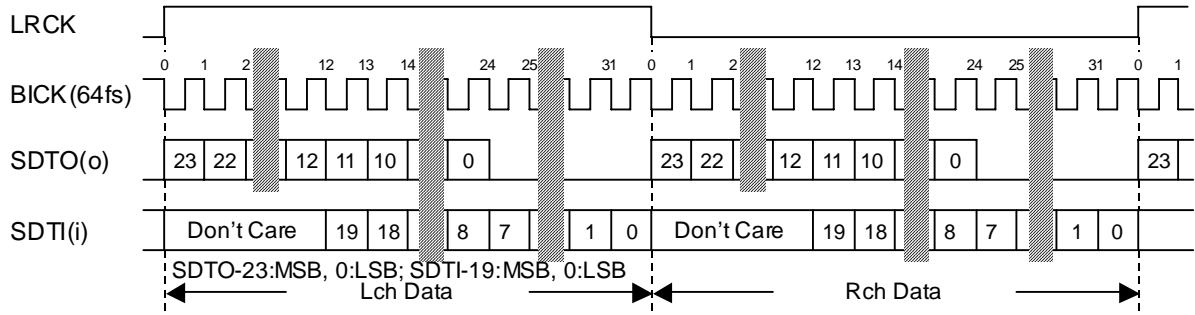 LRCK
0 1 2 12 13 14 24 25 31 0 1 2 12 13 14 24 25 31 0 1
BICK(64fs)
SDTO(o) 23 22 12 11 10 0 23 22 12 11 10 0 23
SDTI(i) Don't Care 19 18 8 7 1 0 Don't Care 19 18 8 7 1 0
SDTO-23:MSB, 0:LSB; SDTI-19:MSB, 0:LSB
Lch Data Rch Data